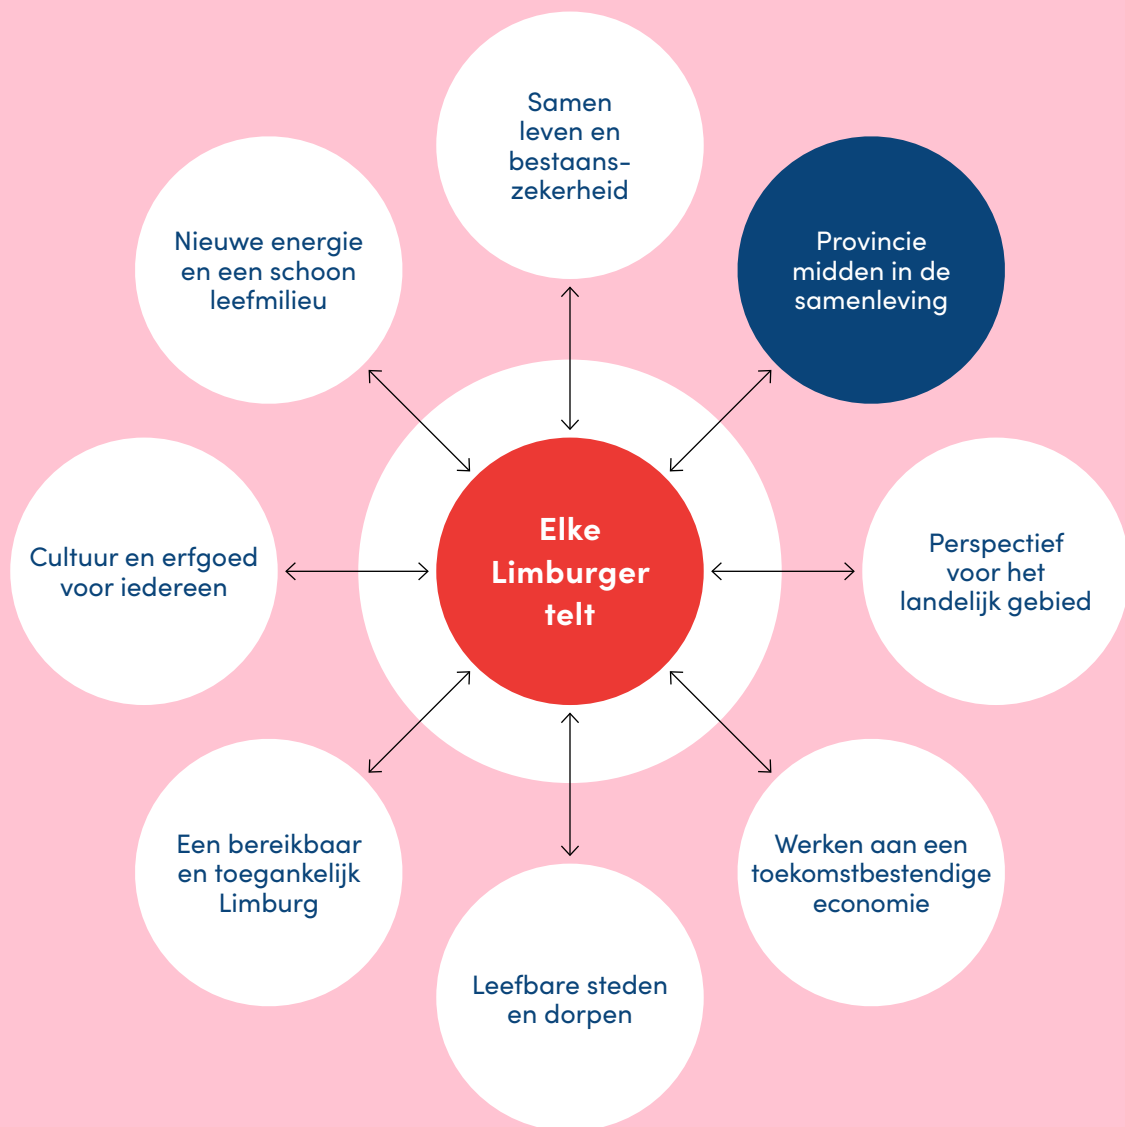 Samen
leven en
bestaans-
zekerheid
Provincie
midden in de
samenleving
Nieuwe energie
en een schoon
leefmilieu
Elke
Limburger
telt
Cultuur en erfgoed
voor iedereen
Perspectief
voor het
landelijk gebied
Een bereikbaar
en toegankelijk
Limburg
Werken aan een
toekomstbestendige
economie
Leefbare steden
en dorpen